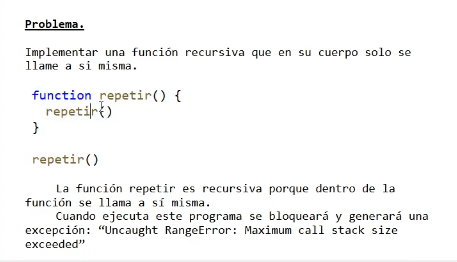 Problema.
Implementar una función recursiva que en su cuerpo solo se
llame a sí misma.
function repetir() {
repetir()
}
repetir()
La función repetir es recursiva porque dentro de la
función se llama a sí misma.
Cuando ejecuta este programa se bloqueará y generará una
excepción: “Uncaught RangeError: Maximum call stack size
exceeded”